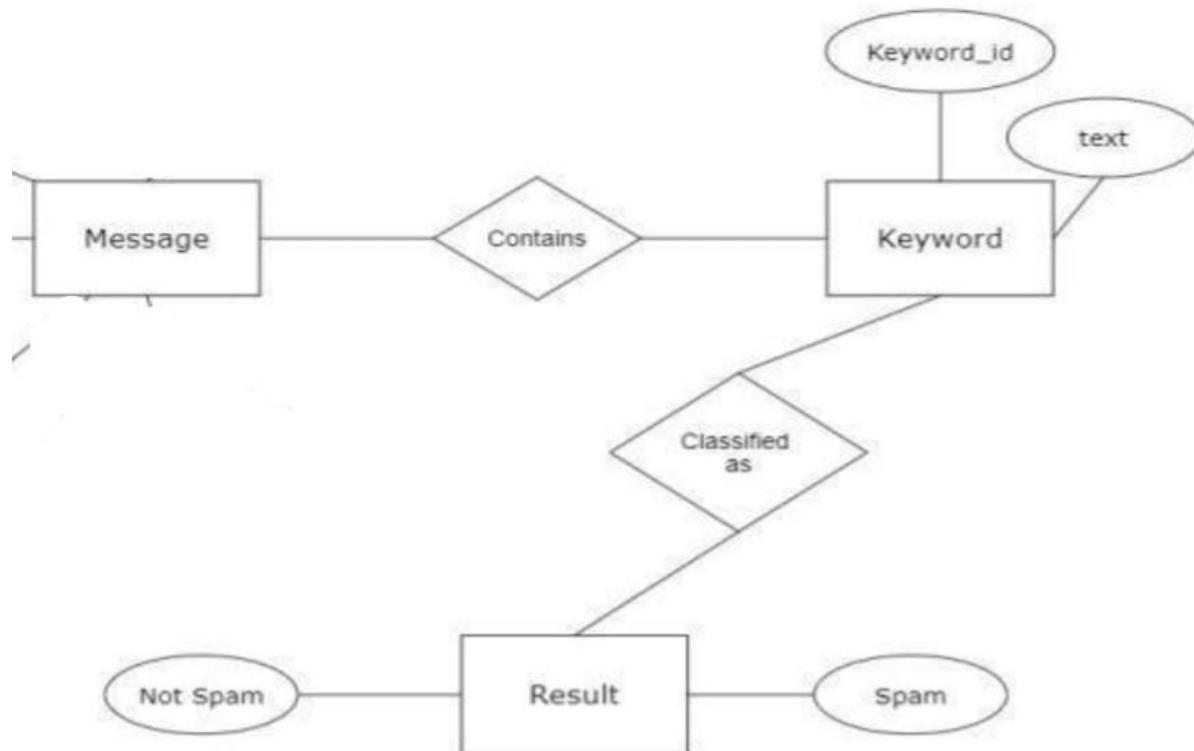 Keyword_id
text
Message
Contains
Keyword
Classified
as
Not Spam
Result
Spam